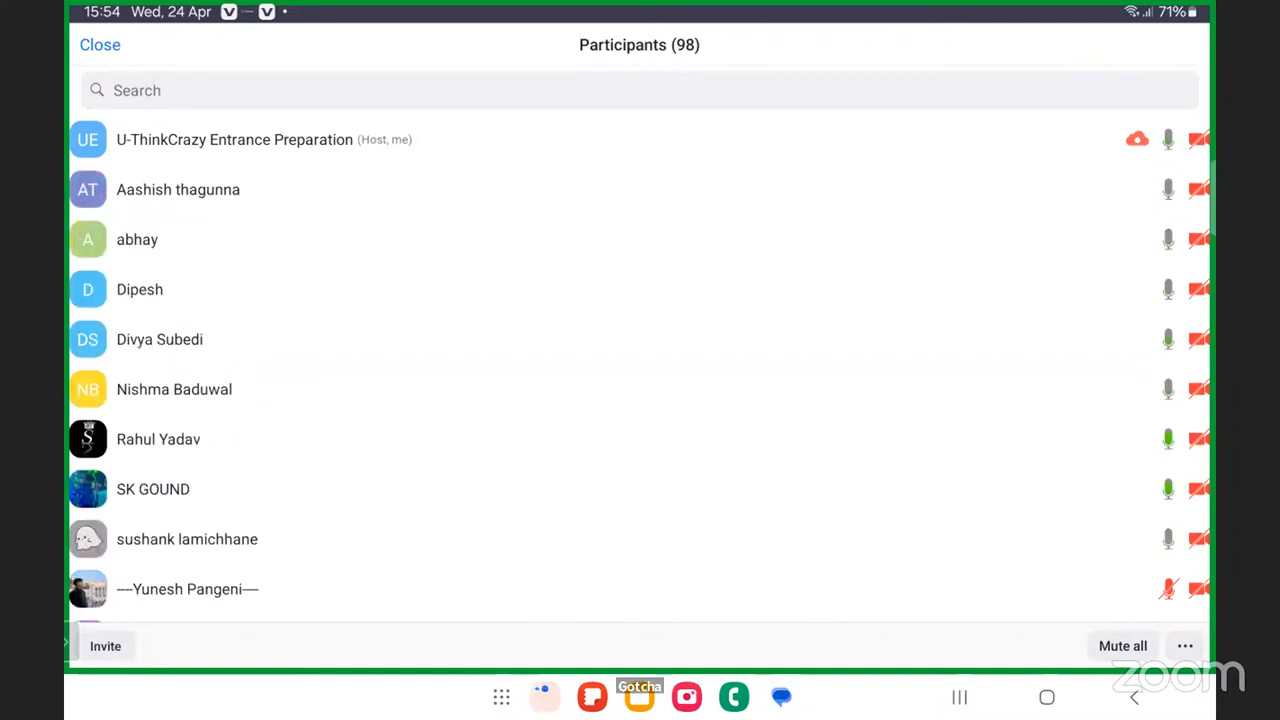 15:54 Wed, 24 Apr
71%
Close
Participants (98)
Search
UE U-ThinkCrazy Entrance Preparation (Host, me)
AT Aashish thagunna
A abhay
D Dipesh
DS Divya Subedi
NB Nishma Baduwal
S Rahul Yadav
SK GOUND
sushank lamichhane
—Yunesh Pangeni—
Invite
Mute all
zoom
Gotcha